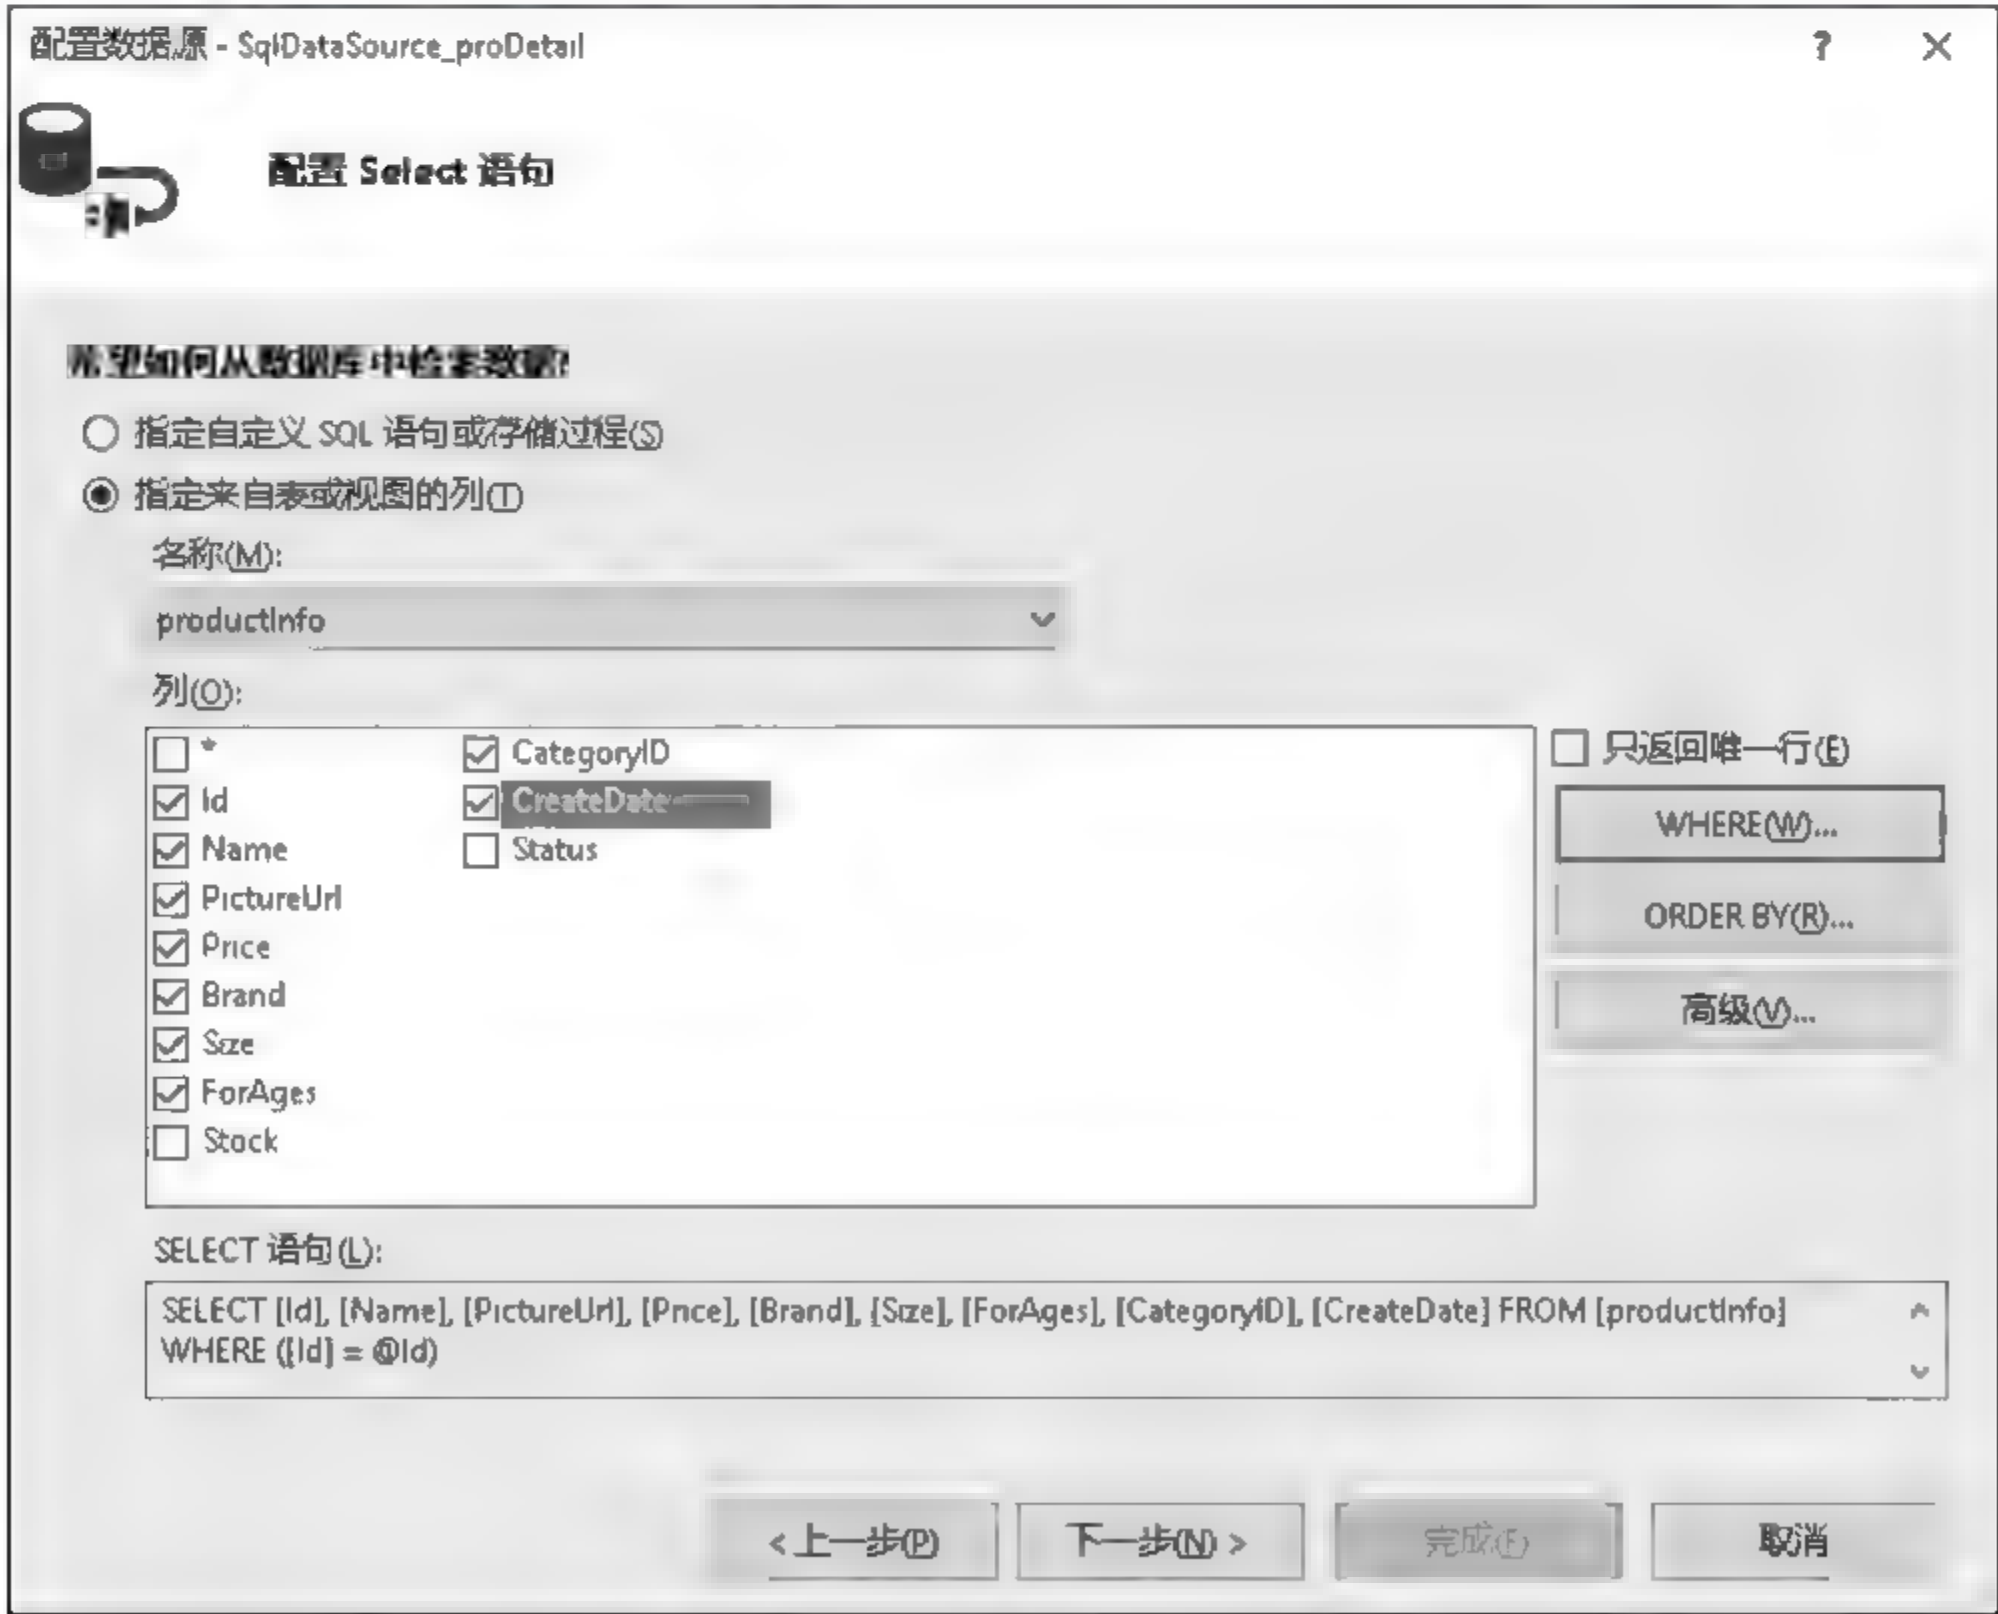 配置数据源 - SqlDataSource_proDetail
配置 Select 语句
希望如何从数据库中检索数据?
指定自定义 SQL 语句或存储过程(S)
指定来自表或视图的列(T)
名称(M):
productInfo
列(O):
*
Id
Name
PictureUrl
Price
Brand
Size
ForAges
Stock
CategoryID
CreateDate
Status
只返回唯一行(E)
WHERE(W)...
ORDER BY(R)...
高级(V)...
SELECT 语句(L):
SELECT [Id], [Name], [PictureUrl], [Price], [Brand], [Size], [ForAges], [CategoryID], [CreateDate] FROM [productInfo]
WHERE ([Id] = @Id)
< 上一步(P)
下一步(N) >
完成(F)
取消